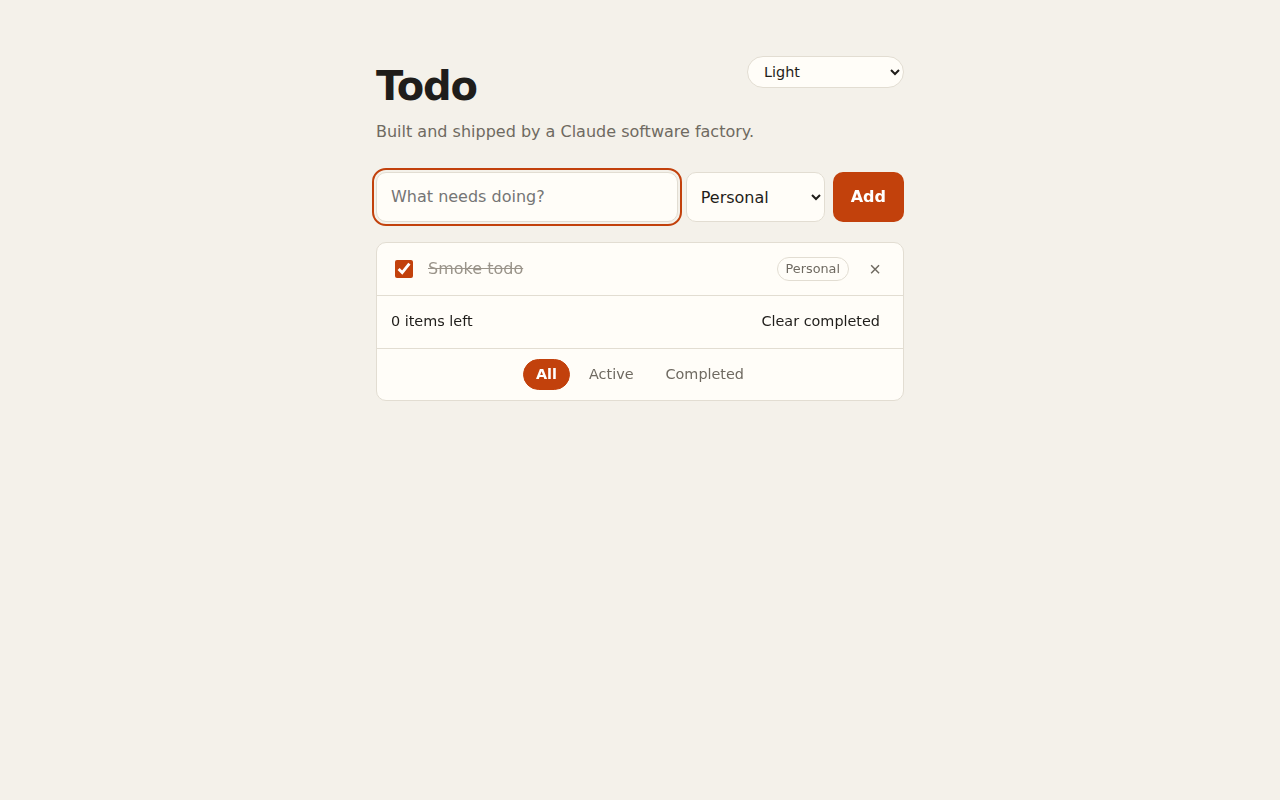 Todo
Light
Built and shipped by a Claude software factory.
What needs doing?
Personal
Add
Smoke todo
Personal
×
0 items left
Clear completed
All
Active
Completed